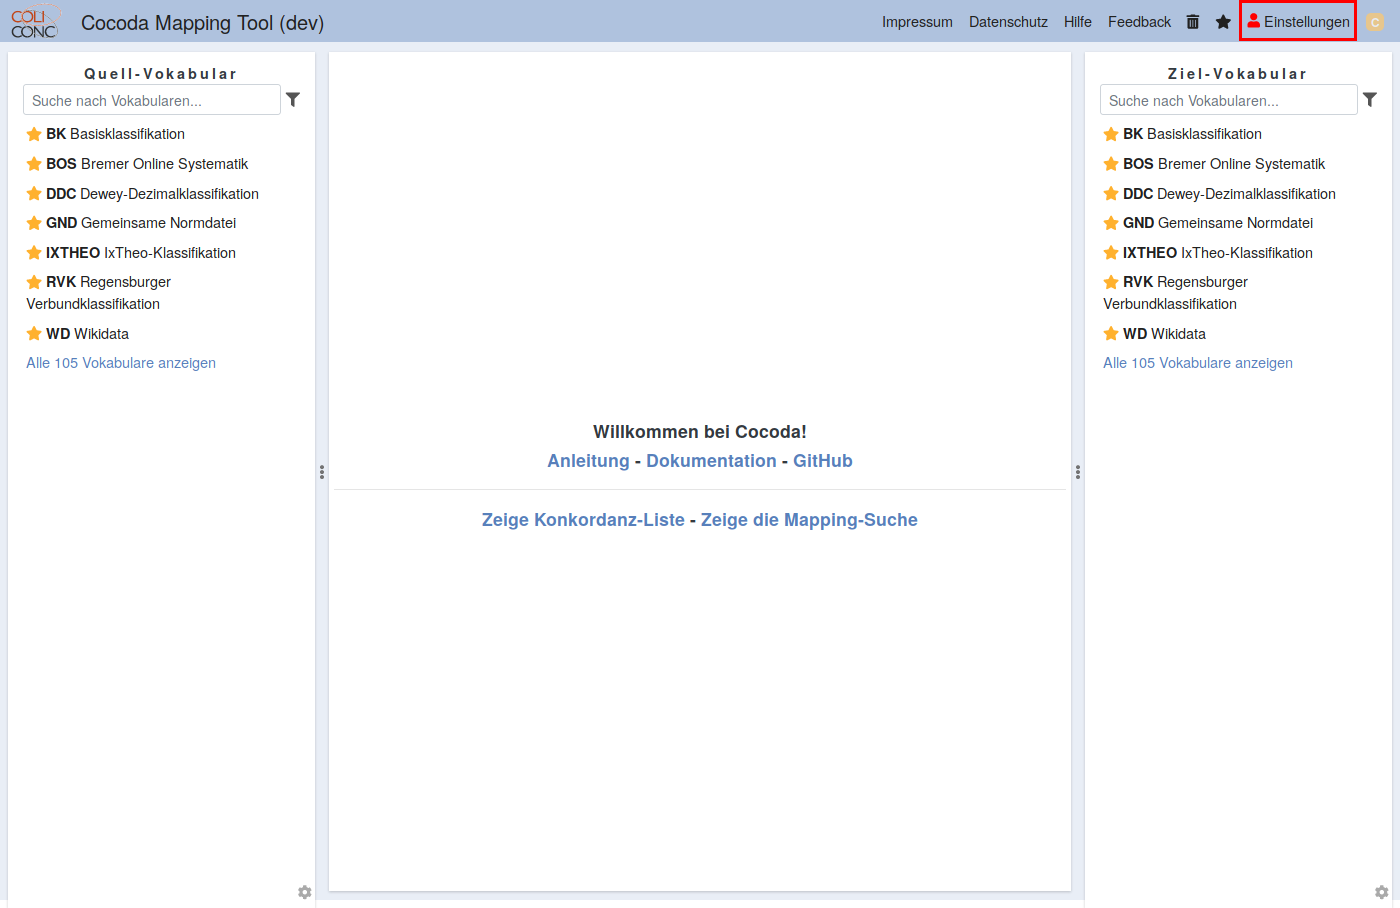 COLI
CONC
Cocoda Mapping Tool (dev)
Impressum Datenschutz Hilfe Feedback Einstellungen C
Quell-Vokabular
Suche nach Vokabularen...
BK Basisklassifikation
BOS Bremer Online Systematik
DDC Dewey-Dezimalklassifikation
GND Gemeinsame Normdatei
IXTHEO IxTheo-Klassifikation
RVK Regensburger
Verbundklassifikation
WD Wikidata
Alle 105 Vokabulare anzeigen
Willkommen bei Cocoda!
Anleitung - Dokumentation - GitHub
Zeige Konkordanz-Liste - Zeige die Mapping-Suche
Ziel-Vokabular
Suche nach Vokabularen...
BK Basisklassifikation
BOS Bremer Online Systematik
DDC Dewey-Dezimalklassifikation
GND Gemeinsame Normdatei
IXTHEO IxTheo-Klassifikation
RVK Regensburger
Verbundklassifikation
WD Wikidata
Alle 105 Vokabulare anzeigen